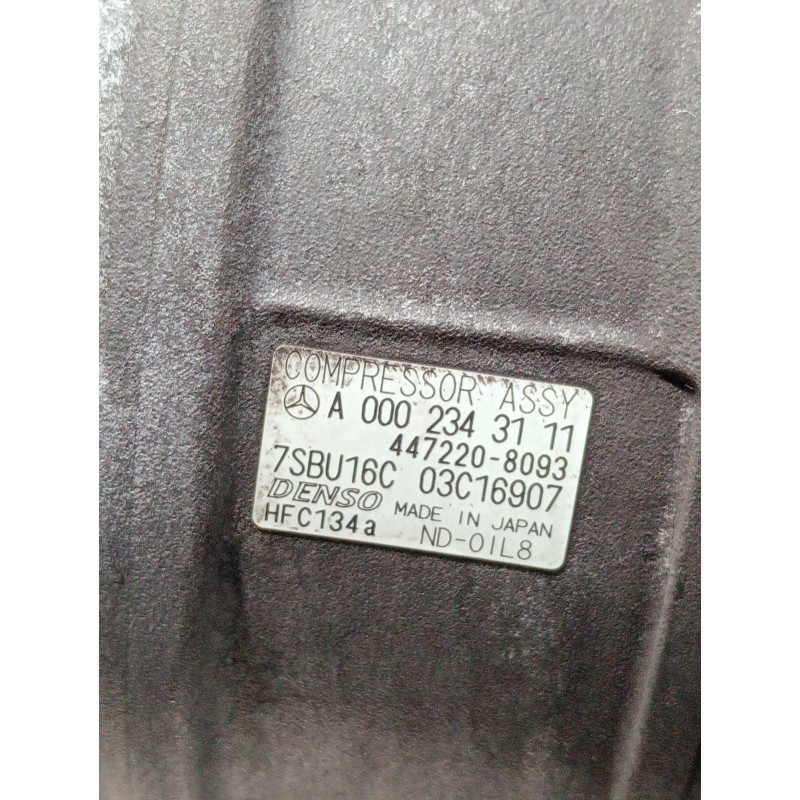 COMPRESSOR ASSY
A 000 234 31 11
447220-8093
7SBU16C 03C16907
DENSO MADE IN JAPAN
HFC134a ND-OIL8